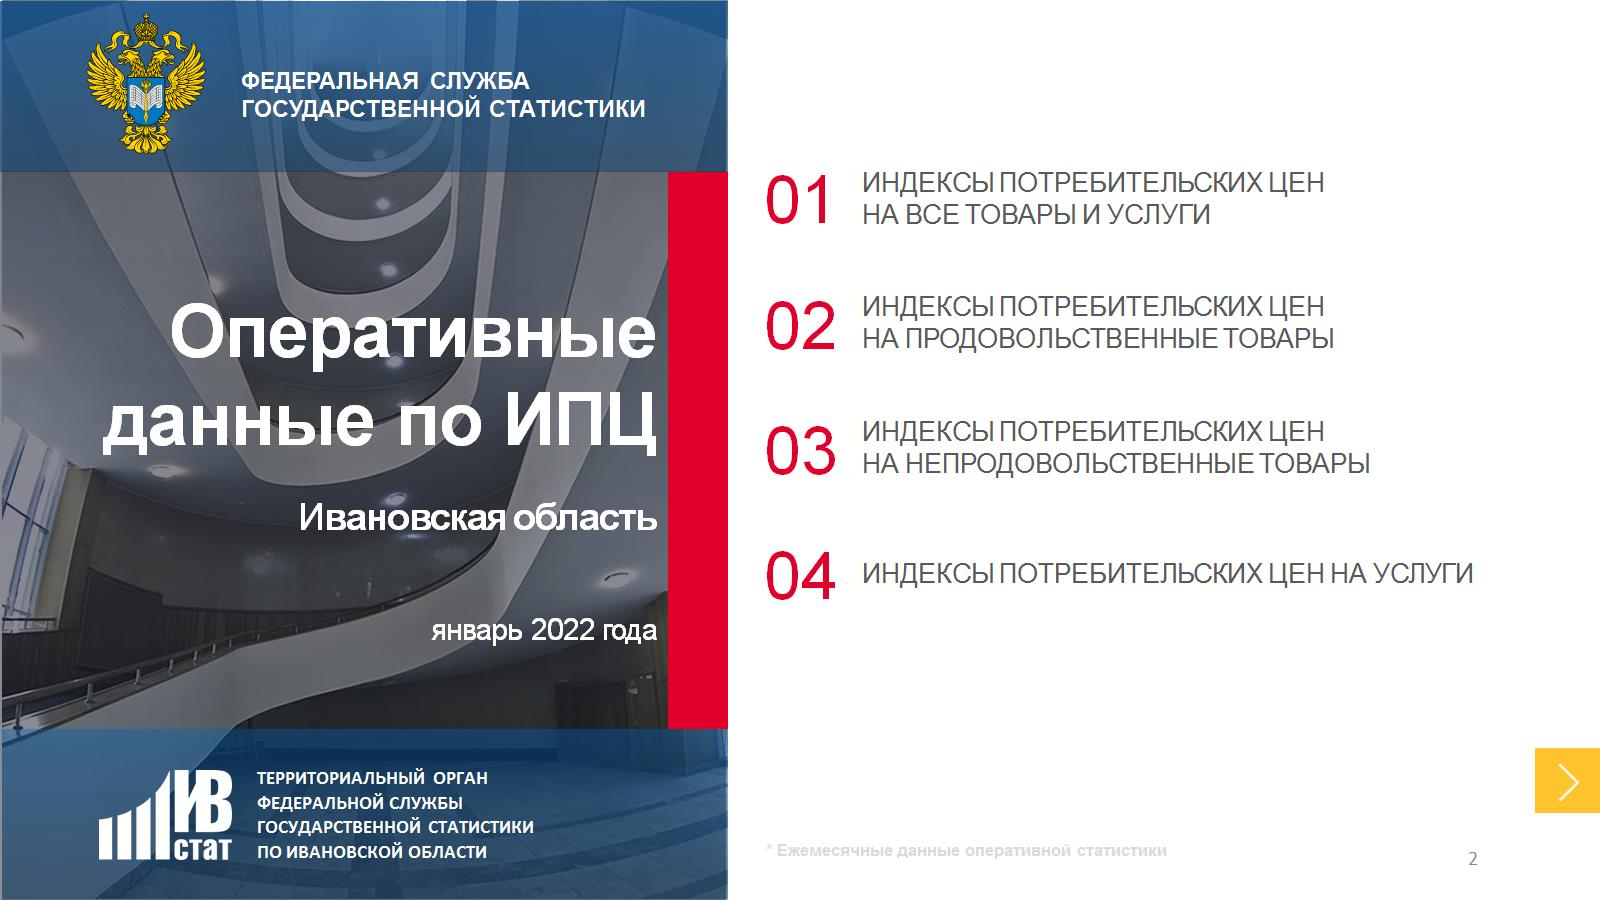 ФЕДЕРАЛЬНАЯ СЛУЖБА
ГОСУДАРСТВЕННОЙ СТАТИСТИКИ
Оперативные
данные по ИПЦ
Ивановская область
январь 2022 года
ИВ
стат
ТЕРРИТОРИАЛЬНЫЙ ОРГАН
ФЕДЕРАЛЬНОЙ СЛУЖБЫ
ГОСУДАРСТВЕННОЙ СТАТИСТИКИ
ПО ИВАНОВСКОЙ ОБЛАСТИ
01
ИНДЕКСЫ ПОТРЕБИТЕЛЬСКИХ ЦЕН
НА ВСЕ ТОВАРЫ И УСЛУГИ
02
ИНДЕКСЫ ПОТРЕБИТЕЛЬСКИХ ЦЕН
НА ПРОДОВОЛЬСТВЕННЫЕ ТОВАРЫ
03
ИНДЕКСЫ ПОТРЕБИТЕЛЬСКИХ ЦЕН
НА НЕПРОДОВОЛЬСТВЕННЫЕ ТОВАРЫ
04
ИНДЕКСЫ ПОТРЕБИТЕЛЬСКИХ ЦЕН НА УСЛУГИ
* Ежемесячные данные оперативной статистики
2